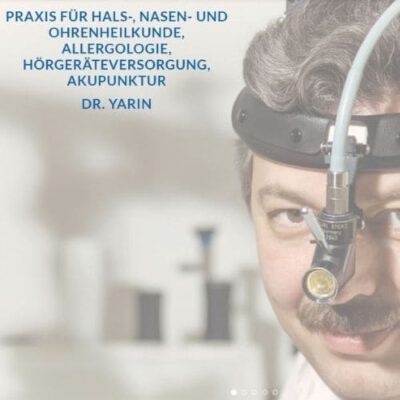 PRAXIS FÜR HALS-, NASEN- UND
OHRENHEILKUNDE,
ALLERGOLOGIE,
HÖRGERÄTEVERSORGUNG,
AKUPUNKTUR
DR. YARIN